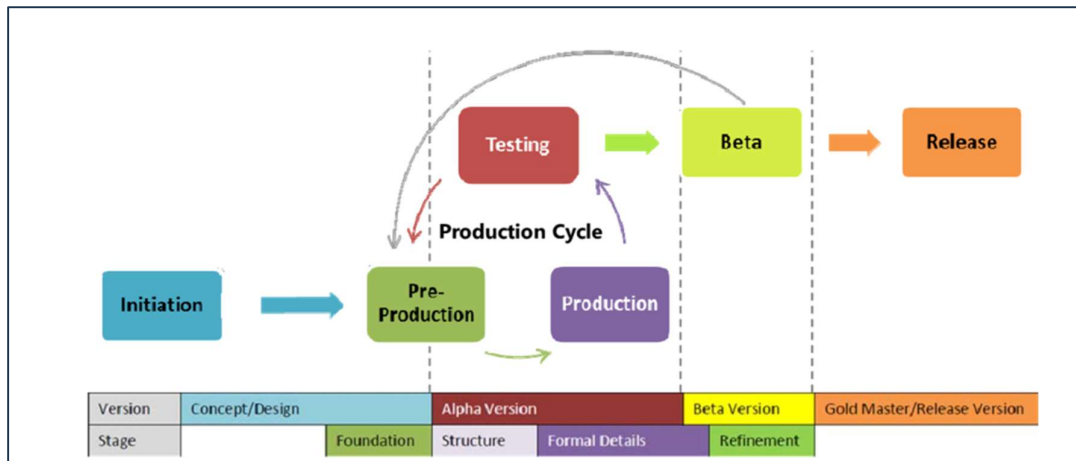 Testing
Beta
Release
Production Cycle
Initiation
Pre-
Production
Production
Version
Concept/Design
Alpha Version
Beta Version
Gold Master/Release Version
Stage
Foundation
Structure
Formal Details
Refinement